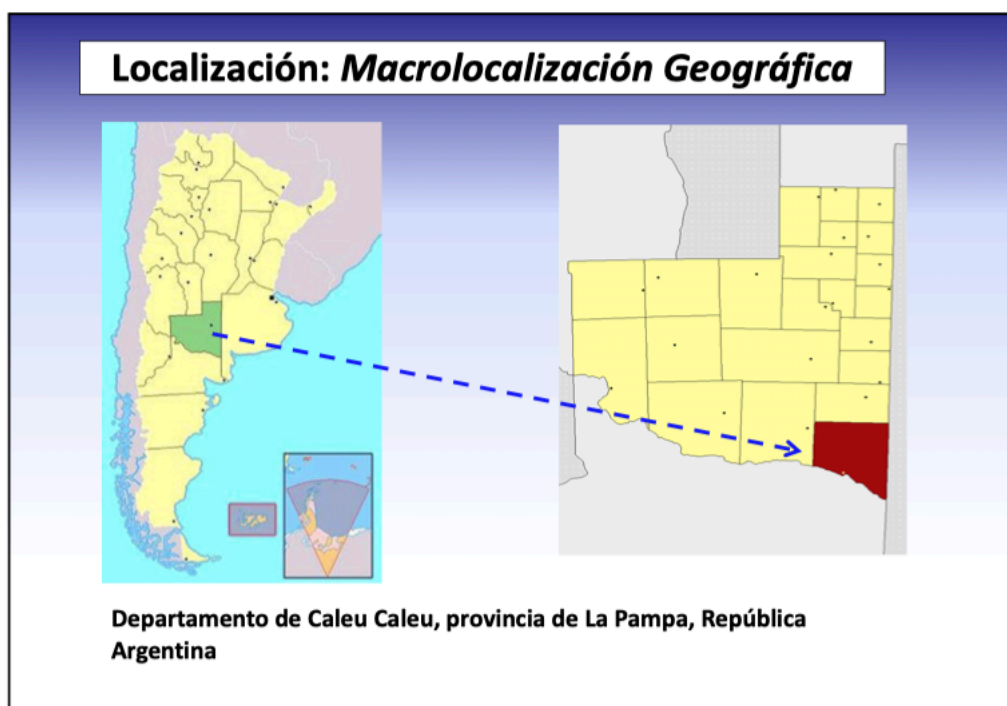 Localización: Macrolocalización Geográfica
Departamento de Caleu Caleu, provincia de La Pampa, República
Argentina